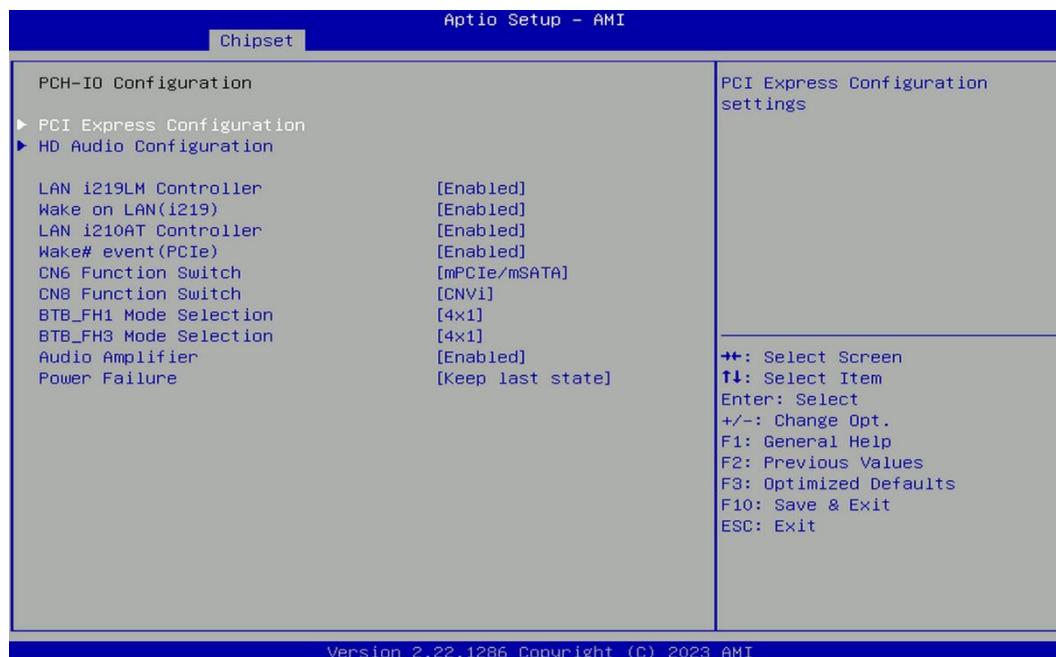 Aptio Setup – AMI
Chipset
PCH-IO Configuration
PCI Express Configuration
HD Audio Configuration
LAN i219LM Controller [Enabled]
Wake on LAN(i219) [Enabled]
LAN i210AT Controller [Enabled]
Wake# event(PCIe) [Enabled]
CN6 Function Switch [mPCIe/mSATA]
CN8 Function Switch [CNVi]
BTB_FH1 Mode Selection [4x1]
BTB_FH3 Mode Selection [4x1]
Audio Amplifier [Enabled]
Power Failure [Keep last state]
PCI Express Configuration
settings
→←: Select Screen
↑↓: Select Item
Enter: Select
+/-: Change Opt.
F1: General Help
F2: Previous Values
F3: Optimized Defaults
F10: Save & Exit
ESC: Exit
Version 2.22.1286 Copyright (C) 2023 AMI